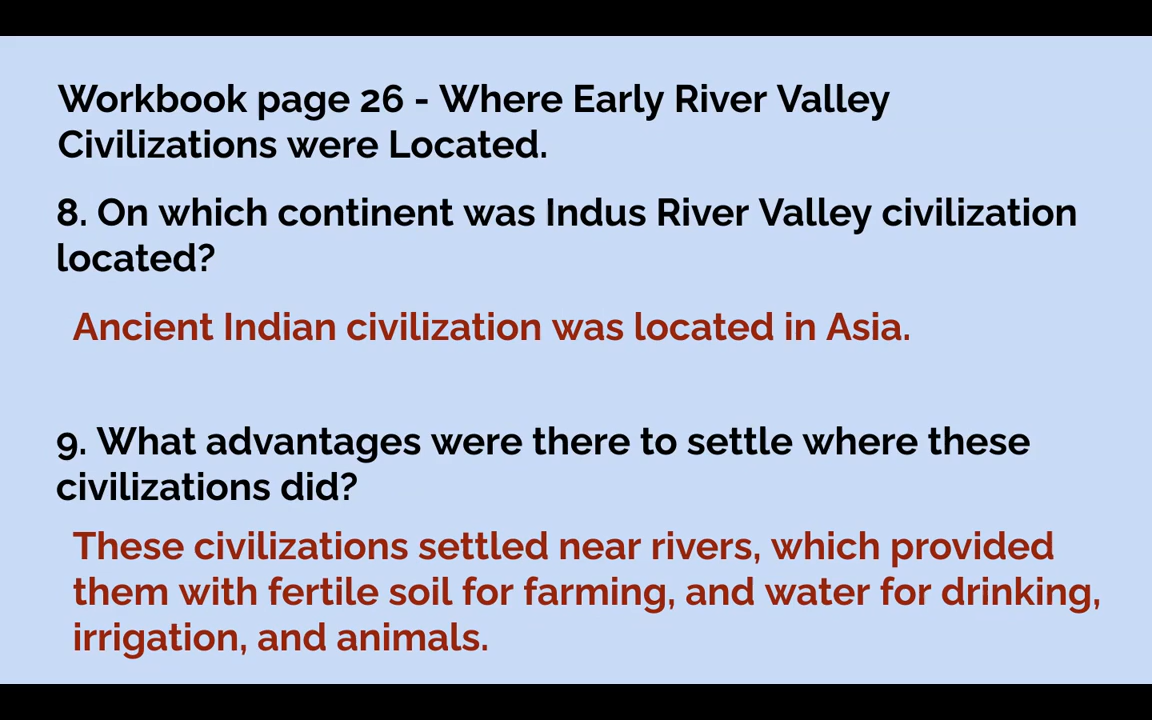 Workbook page 26 - Where Early River Valley
Civilizations were Located.
8. On which continent was Indus River Valley civilization
located?
Ancient Indian civilization was located in Asia.
9. What advantages were there to settle where these
civilizations did?
These civilizations settled near rivers, which provided
them with fertile soil for farming, and water for drinking,
irrigation, and animals.